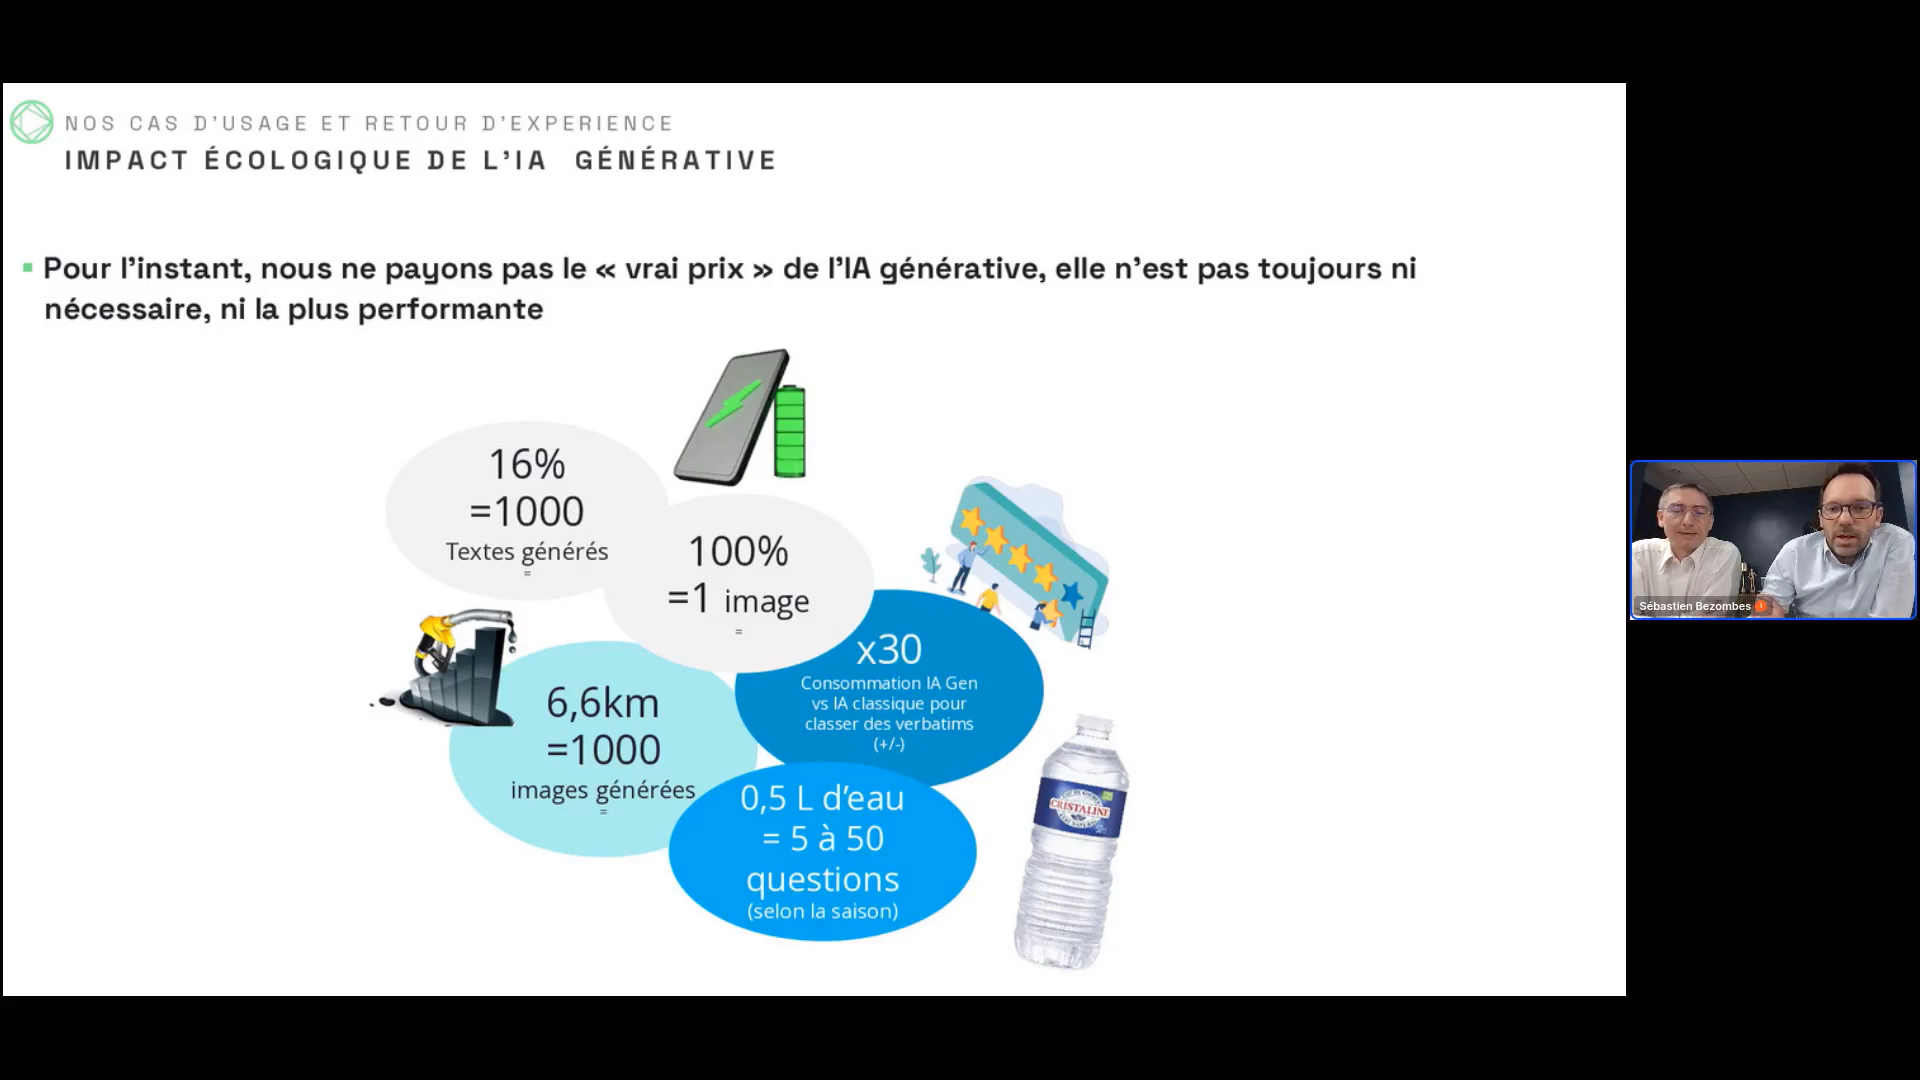 NOS CAS D'USAGE ET RETOUR D'EXPERIENCE
IMPACT ÉCOLOGIQUE DE L'IA GÉNÉRATIVE
Pour l'instant, nous ne payons pas le « vrai prix » de l'IA générative, elle n'est pas toujours ni
nécessaire, ni la plus performante
16%
=1000
Textes générés
=
100%
=1 image
=
x30
Consommation IA Gen
vs IA classique pour
classer des verbatims
(+/-)
6,6km
=1000
images générées
=
0,5 L d'eau
= 5 à 50
questions
(selon la saison)
CRISTALINE
Sébastien Bezombes